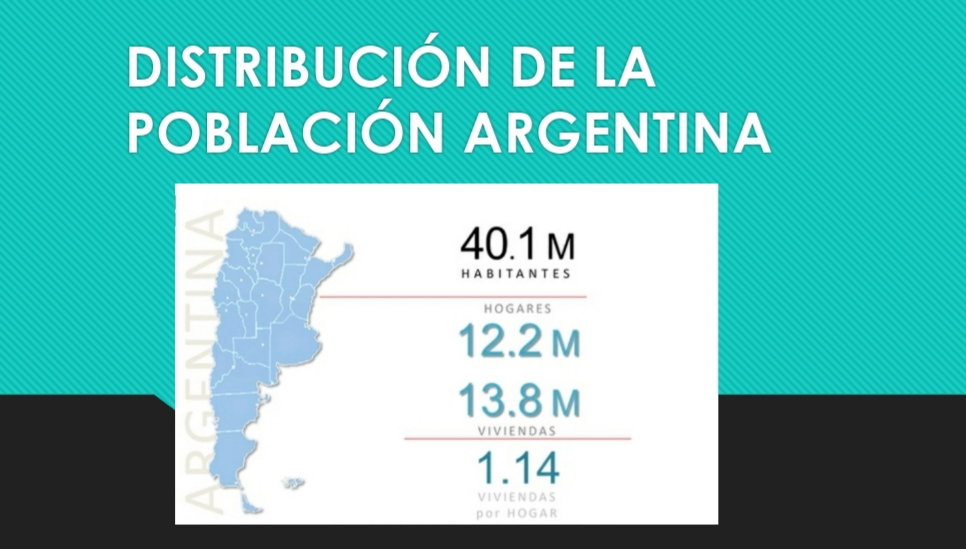 DISTRIBUCIÓN DE LA
POBLACIÓN ARGENTINA
ARGENTINA
40.1 M
HABITANTES
HOGARES
12.2 M
13.8 M
VIVIENDAS
1.14
VIVIENDAS
por HOGAR